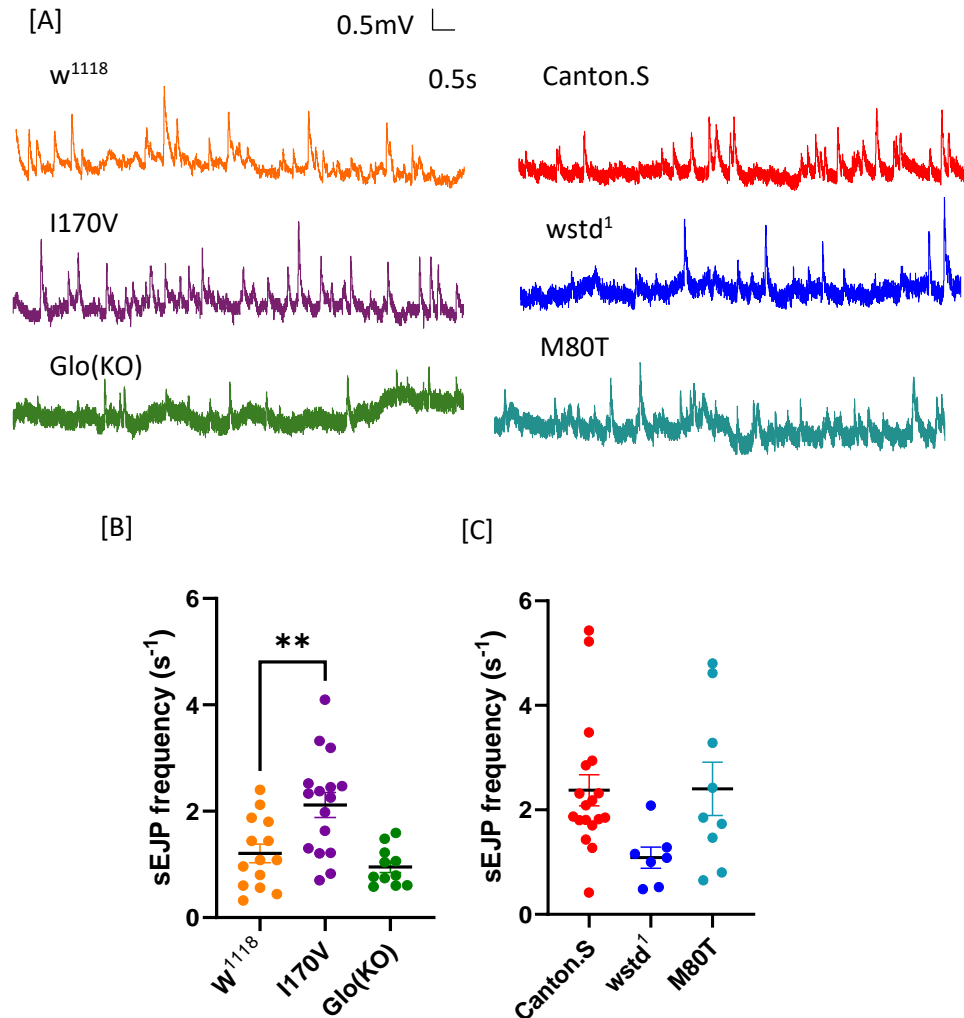 [A]
0.5mV
0.5s
w¹¹¹⁸
Canton.S
I170V
wstd¹
Glo(KO)
M80T
[B]
[C]
sEJP frequency (s⁻¹)
6
4
2
0
**
W¹¹¹⁸
I170V
Glo(KO)
sEJP frequency (s⁻¹)
6
4
2
0
Canton.S
wstd¹
M80T